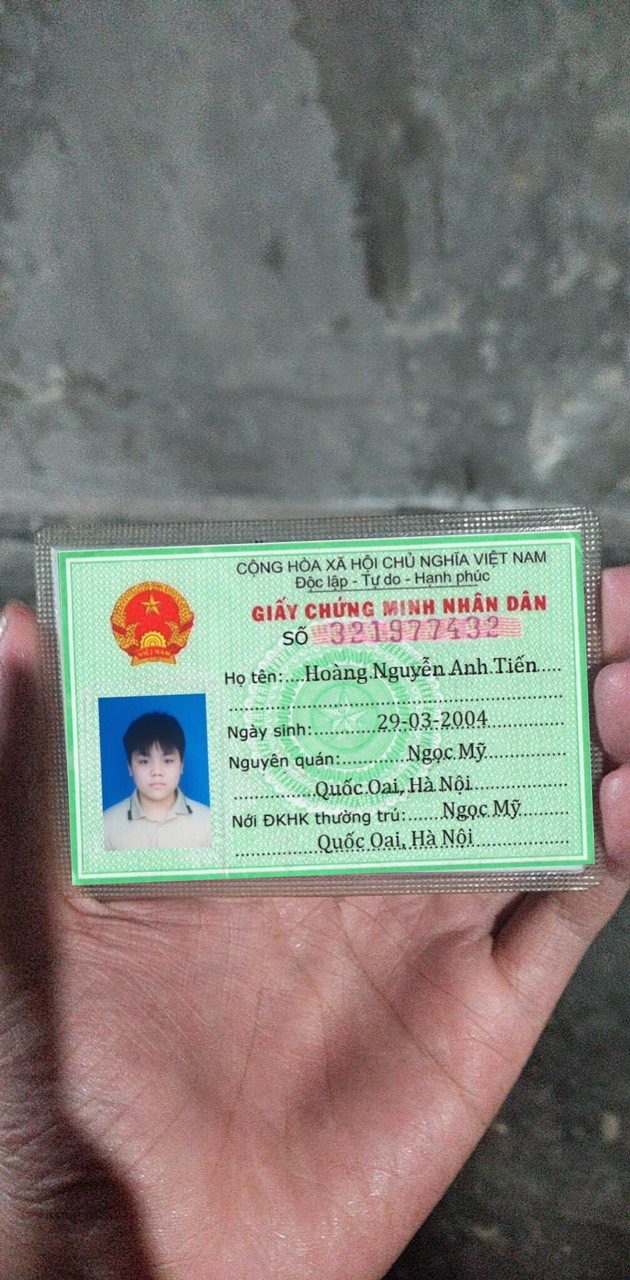 CỘNG HÒA XÃ HỘI CHỦ NGHĨA VIỆT NAM
Độc lập - Tự do - Hạnh phúc
GIẤY CHỨNG MINH NHÂN DÂN
SỐ 321977432
Họ tên:....Hoàng Nguyễn Anh Tiến.....
Ngày sinh:............29-03-2004..............
Nguyên quán:............Ngọc Mỹ..............
Quốc Oai, Hà Nội
Nới ĐKHK thường trú:......Ngọc Mỹ.........
Quốc Oai, Hà Nội
VIỆT NAM